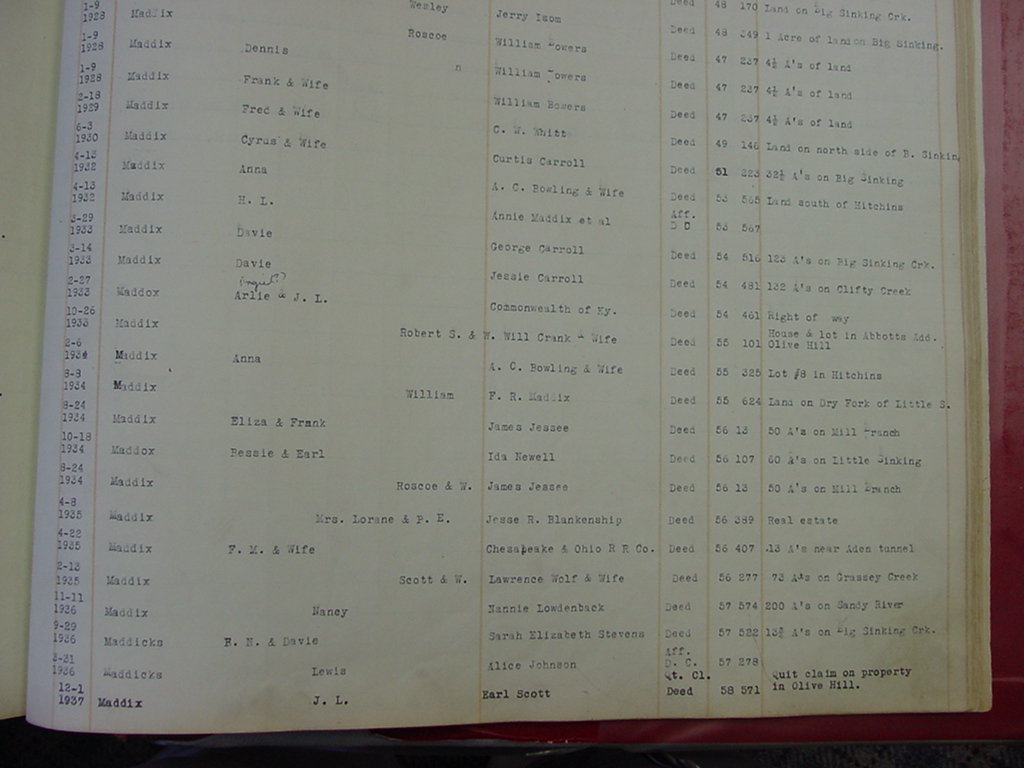 1-9
1928 Maddix Wesley Jerry Isom Deed 48 170 Land on Big Sinking Crk.
1-9
1928 Maddix Roscoe William Bowers Deed 48 349 1 Acre of land on Big Sinking.
1-9
1928 Maddix Dennis " William Bowers Deed 47 237 4½ A's of land
2-18
1929 Maddix Frank & Wife William Bowers Deed 47 237 4½ A's of land
6-3
1930 Maddix Fred & Wife C. W. Whitt Deed 47 237 4½ A's of land
4-13
1932 Maddix Cyrus & Wife Curtis Carroll Deed 49 146 Land on north side of B. Sinkin
4-13
1932 Maddix Anna A. C. Bowling & Wife Deed 51 223 32½ A's on Big Sinking
3-29
1933 Maddix H. L. Annie Maddix et al Deed 53 565 Land south of Hitchins
3-14
1933 Maddix Davie George Carroll Aff. D D 53 567
2-27
1933 Maddox Davie Jessie Carroll Deed 54 516 123 A's on Big Sinking Crk.
10-26
1933 Maddix Arlie & J. L. Commonwealth of Ky. Deed 54 481 132 A's on Clifty Creek
2-6
1934 Maddix Robert S. & W. Will Crank & Wife Deed 54 461 Right of way
8-8
1934 Maddix Anna A. C. Bowling & Wife Deed 55 101 House & lot in Abbotts Add. Olive Hill
8-24
1934 Maddix William F. R. Maddix Deed 55 325 Lot #8 in Hitchins
Deed 55 624 Land on Dry Fork of Little S.
10-18
1934 Maddox Eliza & Frank James Jessee Deed 56 13 50 A's on Mill Branch
8-24
1934 Maddix Bessie & Earl Ida Newell Deed 56 107 60 A's on Little Sinking
4-8
1935 Maddix Roscoe & W. James Jessee Deed 56 13 50 A's on Mill Branch
4-22
1935 Maddix Mrs. Lorane & P. E. Jesse R. Blankenship Deed 56 389 Real estate
2-13
1935 Maddix F. M. & Wife Chesapeake & Ohio R R Co. Deed 56 407 .13 A's near Aden tunnel
11-11
1936 Maddix Scott & W. Lawrence Wolf & Wife Deed 56 277 73 A's on Grassey Creek
9-29
1936 Maddicks Nancy Nannie Lowdenback Deed 57 574 200 A's on Sandy River
3-31
1936 Maddicks B. N. & Davie Sarah Elizabeth Stevens Deed 57 522 13¾ A's on Big Sinking Crk.
Lewis Alice Johnson Aff. D. C. 57 278
12-1
1937 Maddix J. L. Earl Scott Qt. Cl. Deed 58 571 Quit claim on property in Olive Hill.